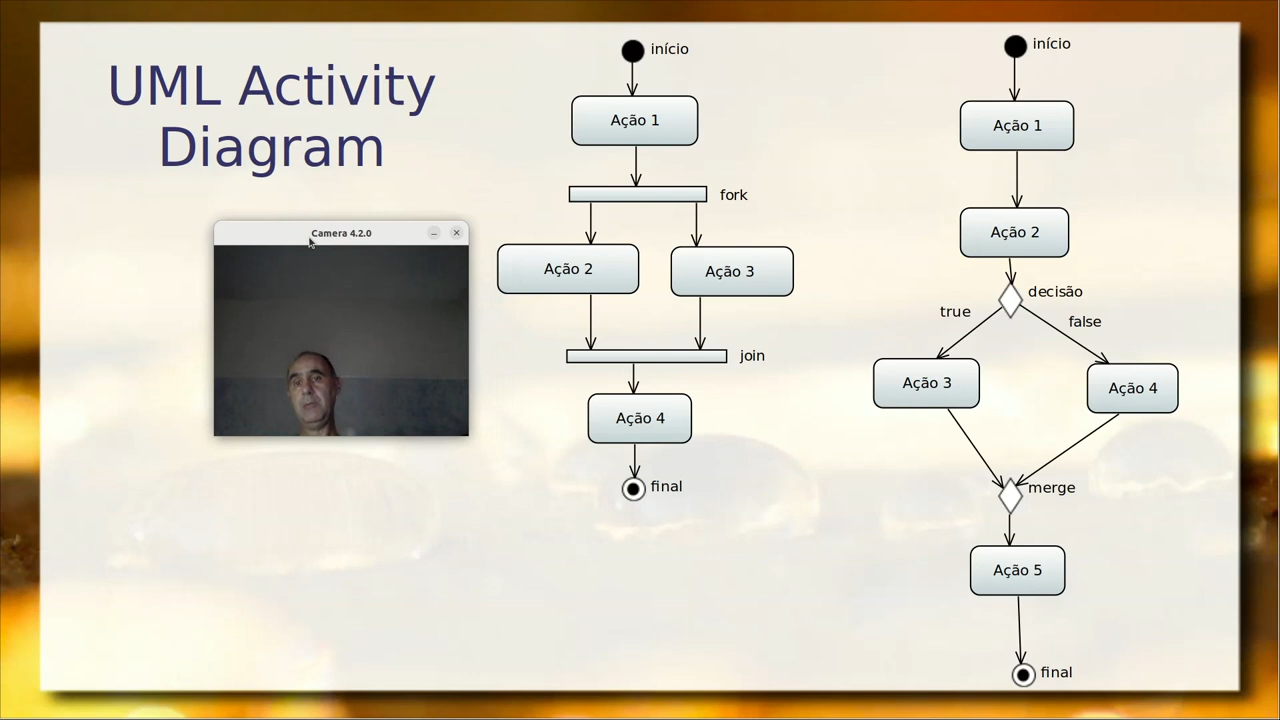 UML Activity
Diagram
Camera 4.2.0
início
Ação 1
fork
Ação 2
Ação 3
join
Ação 4
final
início
Ação 1
Ação 2
decisão
true
false
Ação 3
Ação 4
merge
Ação 5
final